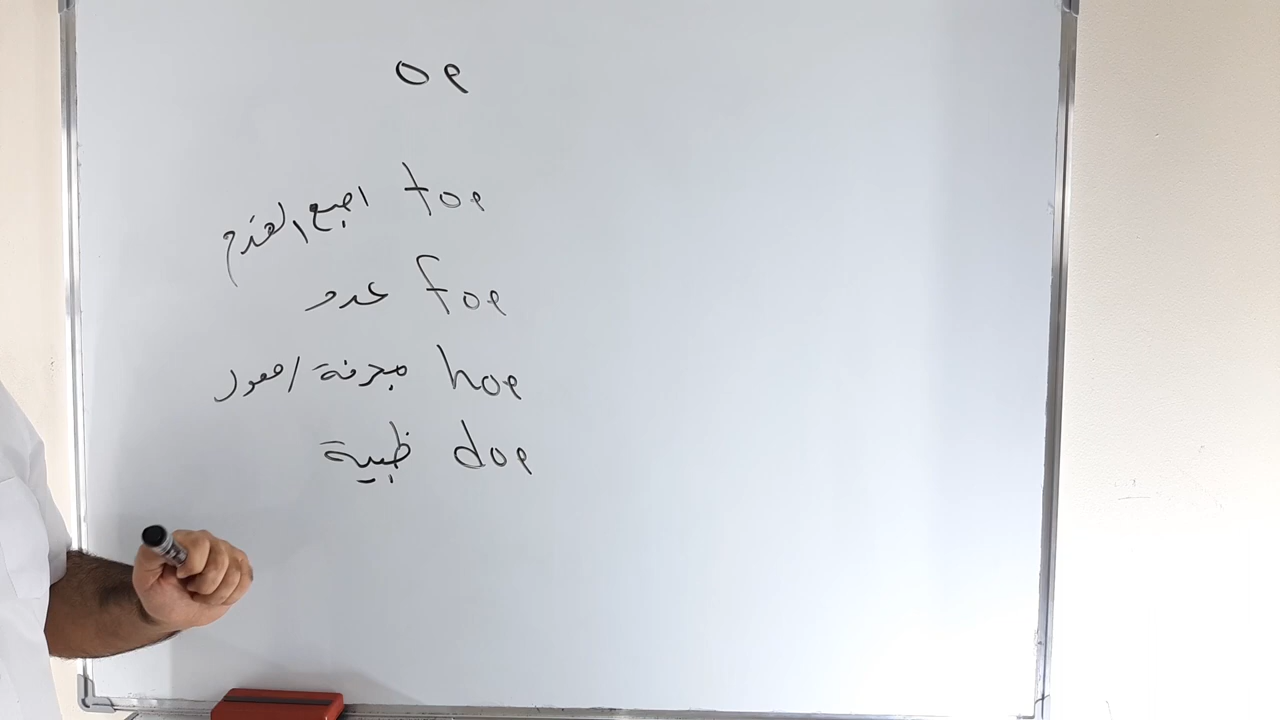 oe
toe اصبع القدم
foe عدو
hoe مجرفة / معول
doe ظبية